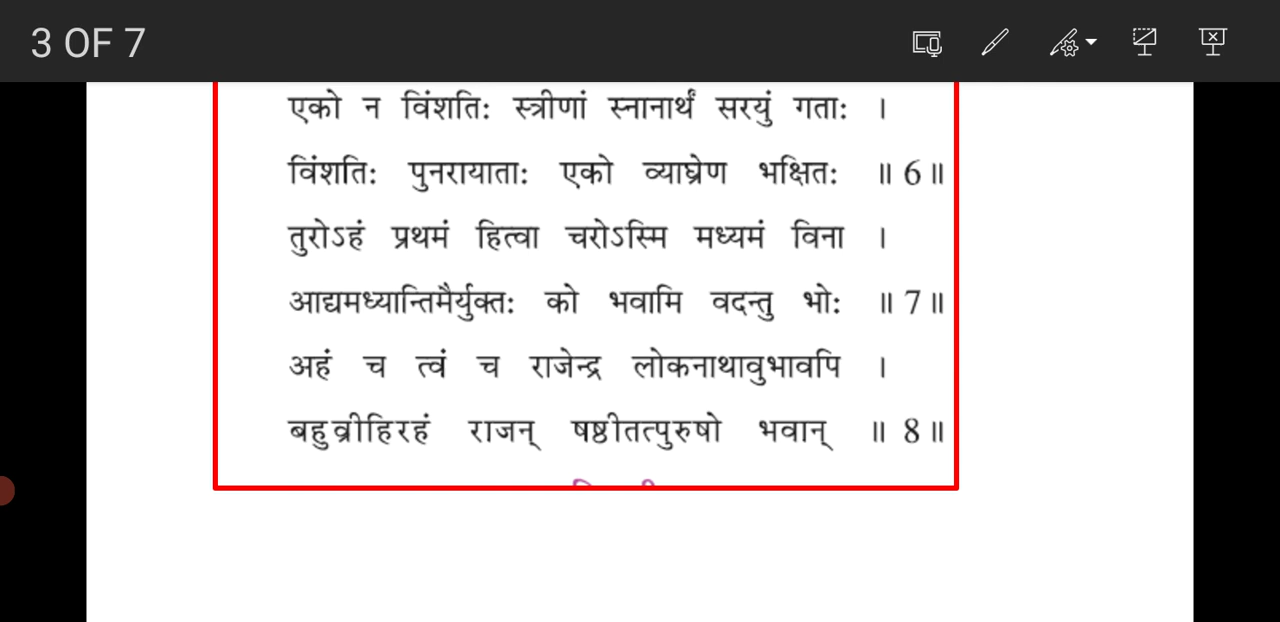 3 OF 7
एको न विंशतिः स्त्रीणां स्नानार्थं सरयुं गताः ।
विंशतिः पुनरायाताः एको व्याघ्रेण भक्षितः ॥ 6 ॥
तुरोऽहं प्रथमं हित्वा चरोऽस्मि मध्यमं विना ।
आद्यमध्यान्तिमैर्युक्तः को भवामि वदन्तु भोः ॥ 7 ॥
अहं च त्वं च राजेन्द्र लोकनाथावुभावपि ।
बहुव्रीहिरहं राजन् षष्ठीतत्पुरुषो भवान् ॥ 8 ॥